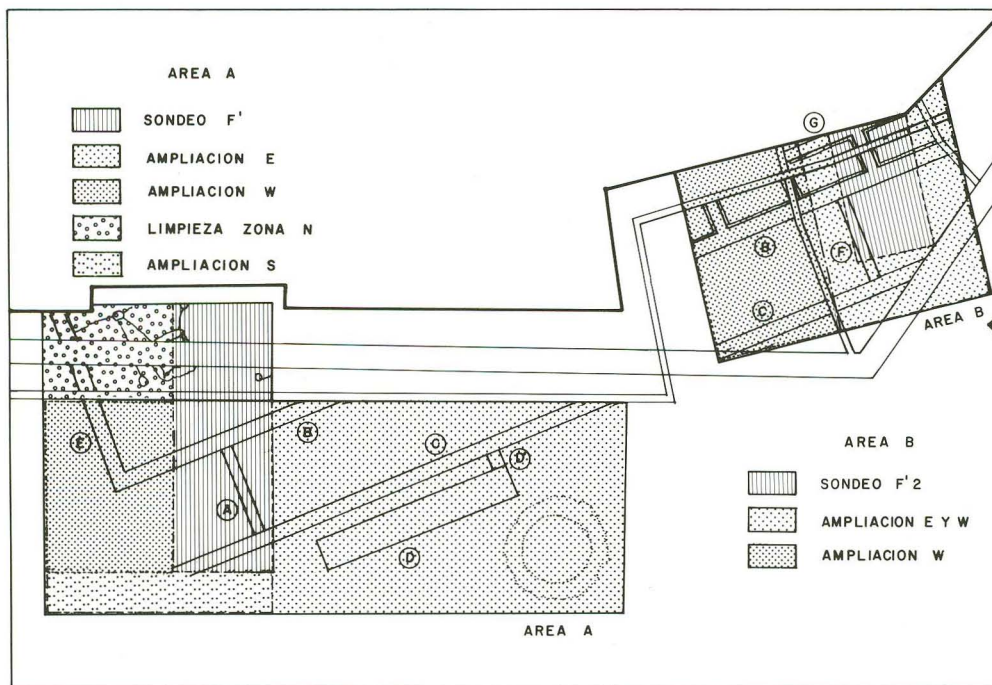 AREA A
SONDEO F'
AMPLIACION E
AMPLIACION W
LIMPIEZA ZONA N
AMPLIACION S
G
B
F
C
AREA B
E
B
C
D'
A
D
AREA A
AREA B
SONDEO F'2
AMPLIACION E Y W
AMPLIACION W